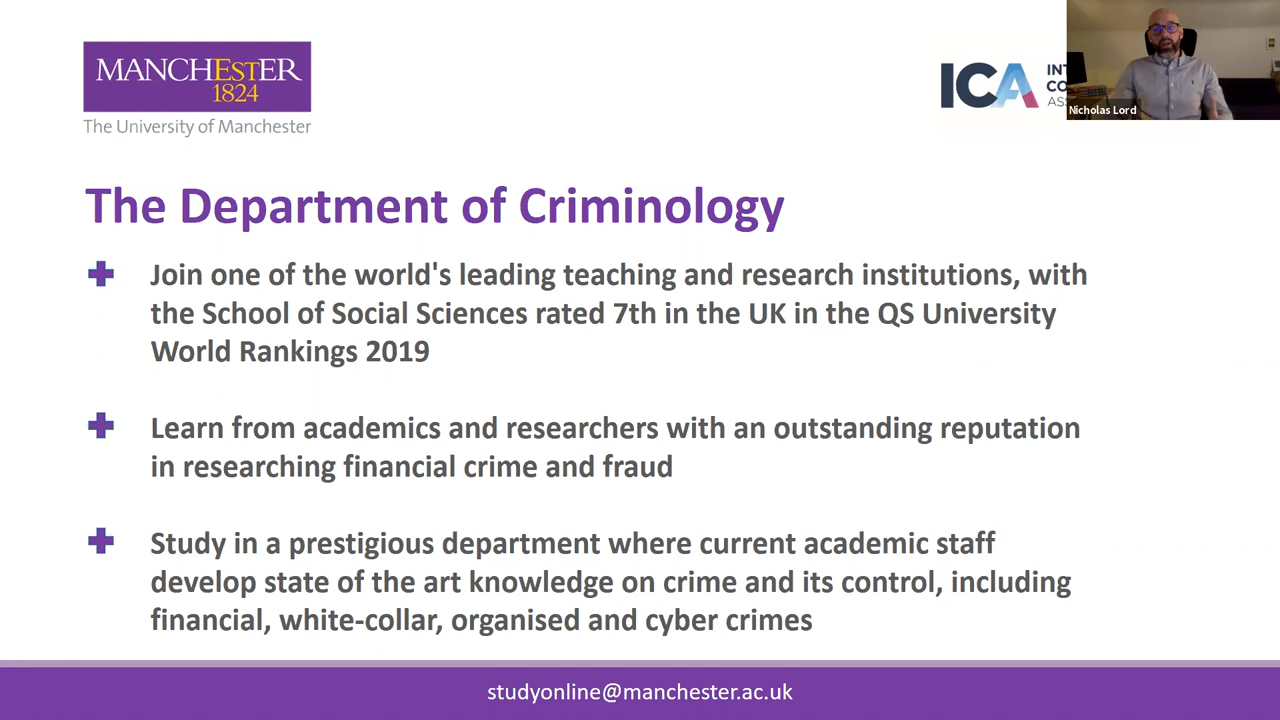 MANCHESTER
1824
The University of Manchester
ICA
Nicholas Lord
The Department of Criminology
Join one of the world's leading teaching and research institutions, with
the School of Social Sciences rated 7th in the UK in the QS University
World Rankings 2019
Learn from academics and researchers with an outstanding reputation
in researching financial crime and fraud
Study in a prestigious department where current academic staff
develop state of the art knowledge on crime and its control, including
financial, white-collar, organised and cyber crimes
studyonline@manchester.ac.uk